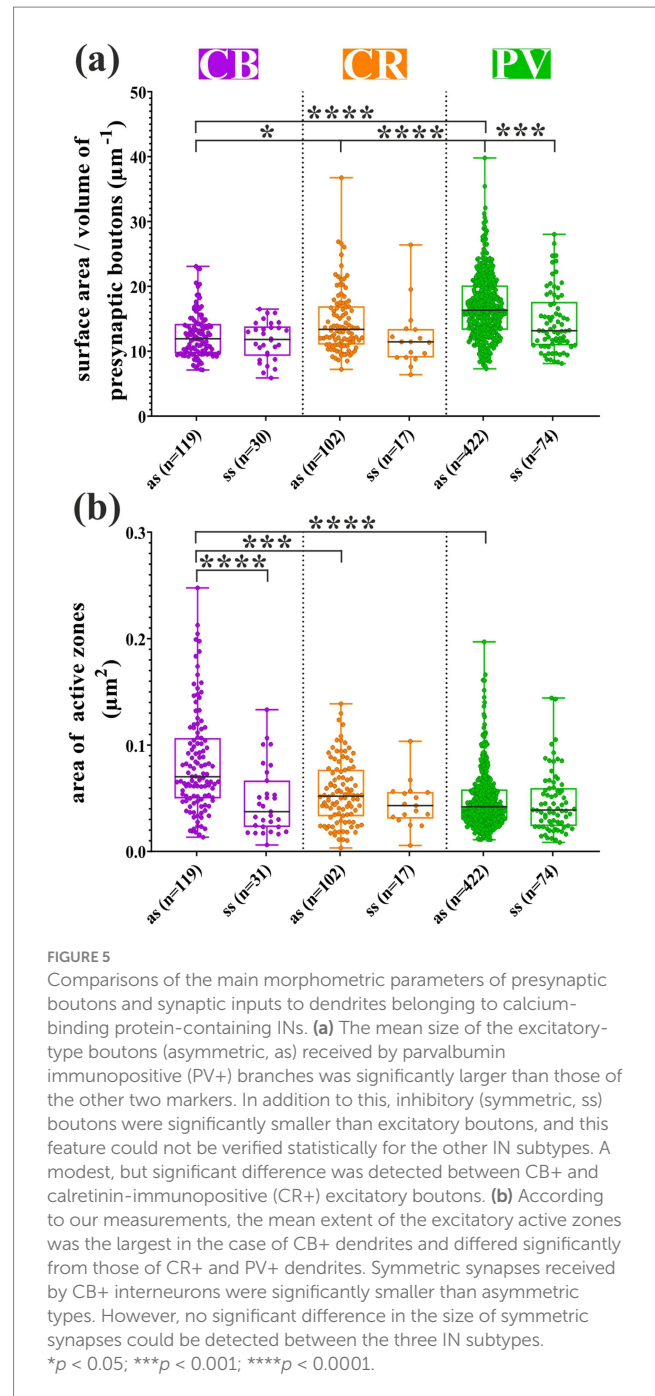 (a)
CB CR PV
****
* **** ***
surface area / volume of
presynaptic boutons (µm⁻¹)
50
40
30
20
10
0
as (n=119) ss (n=30) as (n=102) ss (n=17) as (n=422) ss (n=74)
(b)
****
***
****
area of active zones
(µm²)
0.3
0.2
0.1
0.0
as (n=119) ss (n=31) as (n=102) ss (n=17) as (n=422) ss (n=74)
FIGURE 5
Comparisons of the main morphometric parameters of presynaptic
boutons and synaptic inputs to dendrites belonging to calcium-
binding protein-containing INs. (a) The mean size of the excitatory-
type boutons (asymmetric, as) received by parvalbumin
immunopositive (PV+) branches was significantly larger than those of
the other two markers. In addition to this, inhibitory (symmetric, ss)
boutons were significantly smaller than excitatory boutons, and this
feature could not be verified statistically for the other IN subtypes. A
modest, but significant difference was detected between CB+ and
calretinin-immunopositive (CR+) excitatory boutons. (b) According
to our measurements, the mean extent of the excitatory active zones
was the largest in the case of CB+ dendrites and differed significantly
from those of CR+ and PV+ dendrites. Symmetric synapses received
by CB+ interneurons were significantly smaller than asymmetric
types. However, no significant difference in the size of symmetric
synapses could be detected between the three IN subtypes.
*p < 0.05; ***p < 0.001; ****p < 0.0001.